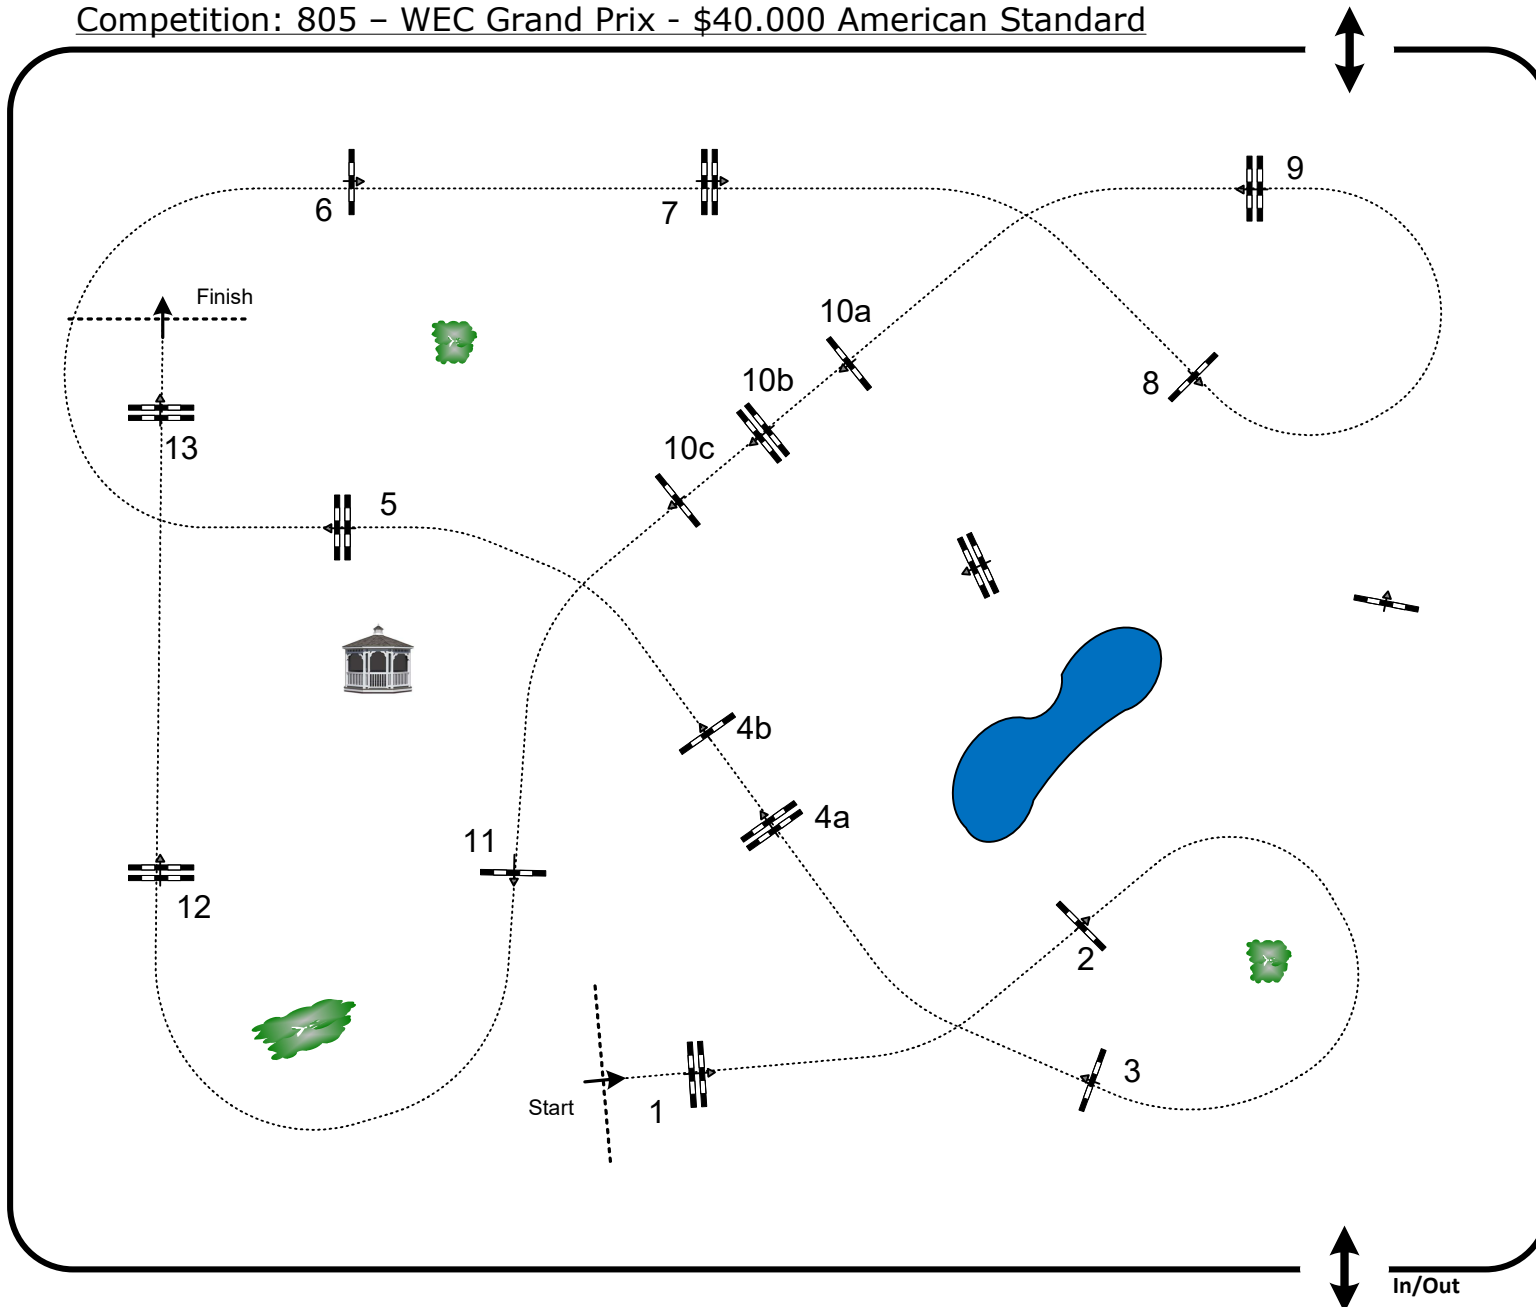 Competition: 805 – WEC Grand Prix - $40.000 American Standard
9
6
7
Finish
10a
10b
8
10c
13
5
4b
4a
11
12
2
3
Start
1
In/Out